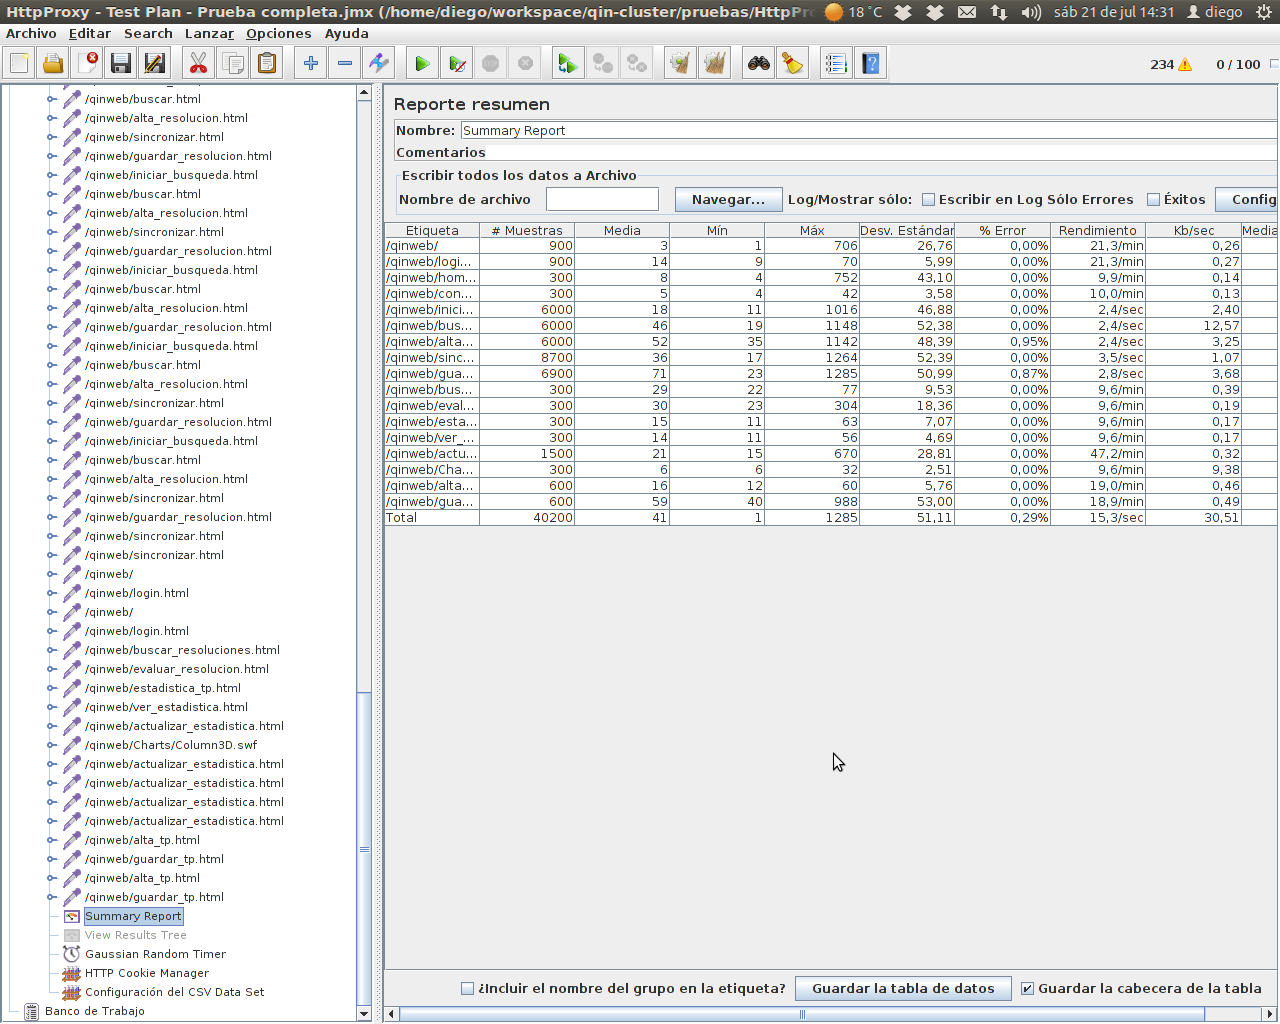 HttpProxy - Test Plan - Prueba completa.jmx (/home/diego/workspace/qin-cluster/pruebas/HttpPr 18 °C sáb 21 de jul 14:31 diego
Archivo Editar Search Lanzar Opciones Ayuda
234 0 / 100
/qinweb/buscar.html
/qinweb/alta_resolucion.html
/qinweb/sincronizar.html
/qinweb/guardar_resolucion.html
/qinweb/iniciar_busqueda.html
/qinweb/buscar.html
/qinweb/alta_resolucion.html
/qinweb/sincronizar.html
/qinweb/guardar_resolucion.html
/qinweb/iniciar_busqueda.html
/qinweb/buscar.html
/qinweb/alta_resolucion.html
/qinweb/guardar_resolucion.html
/qinweb/iniciar_busqueda.html
/qinweb/buscar.html
/qinweb/alta_resolucion.html
/qinweb/sincronizar.html
/qinweb/guardar_resolucion.html
/qinweb/iniciar_busqueda.html
/qinweb/buscar.html
/qinweb/alta_resolucion.html
/qinweb/sincronizar.html
/qinweb/guardar_resolucion.html
/qinweb/sincronizar.html
/qinweb/sincronizar.html
/qinweb/
/qinweb/login.html
/qinweb/
/qinweb/login.html
/qinweb/buscar_resoluciones.html
/qinweb/evaluar_resolucion.html
/qinweb/estadistica_tp.html
/qinweb/ver_estadistica.html
/qinweb/actualizar_estadistica.html
/qinweb/Charts/Column3D.swf
/qinweb/actualizar_estadistica.html
/qinweb/actualizar_estadistica.html
/qinweb/actualizar_estadistica.html
/qinweb/actualizar_estadistica.html
/qinweb/alta_tp.html
/qinweb/guardar_tp.html
/qinweb/alta_tp.html
/qinweb/guardar_tp.html
Summary Report
View Results Tree
Gaussian Random Timer
HTTP Cookie Manager
Configuración del CSV Data Set
Banco de Trabajo
Reporte resumen
Nombre: Summary Report
Comentarios
Escribir todos los datos a Archivo
Nombre de archivo Navegar... Log/Mostrar sólo: Escribir en Log Sólo Errores Éxitos Config
Etiqueta # Muestras Media Mín Máx Desv. Estándar % Error Rendimiento Kb/sec Media
/qinweb/ 900 3 1 706 26,76 0,00% 21,3/min 0,26
/qinweb/logi... 900 14 9 70 5,99 0,00% 21,3/min 0,27
/qinweb/hom... 300 8 4 752 43,10 0,00% 9,9/min 0,14
/qinweb/con... 300 5 4 42 3,58 0,00% 10,0/min 0,13
/qinweb/inici... 6000 18 11 1016 46,88 0,00% 2,4/sec 2,40
/qinweb/bus... 6000 46 19 1148 52,38 0,00% 2,4/sec 12,57
/qinweb/alta... 6000 52 35 1142 48,39 0,95% 2,4/sec 3,25
/qinweb/sinc... 8700 36 17 1264 52,39 0,00% 3,5/sec 1,07
/qinweb/gua... 6900 71 23 1285 50,99 0,87% 2,8/sec 3,68
/qinweb/bus... 300 29 22 77 9,53 0,00% 9,6/min 0,39
/qinweb/eval... 300 30 23 304 18,36 0,00% 9,6/min 0,19
/qinweb/esta... 300 15 11 63 7,07 0,00% 9,6/min 0,17
/qinweb/ver_... 300 14 11 56 4,69 0,00% 9,6/min 0,17
/qinweb/actu... 1500 21 15 670 28,81 0,00% 47,2/min 0,32
/qinweb/Cha... 300 6 6 32 2,51 0,00% 9,6/min 9,38
/qinweb/alta... 600 16 12 60 5,76 0,00% 19,0/min 0,46
/qinweb/gua... 600 59 40 988 53,00 0,00% 18,9/min 0,49
Total 40200 41 1 1285 51,11 0,29% 15,3/sec 30,51
¿Incluir el nombre del grupo en la etiqueta? Guardar la tabla de datos Guardar la cabecera de la tabla